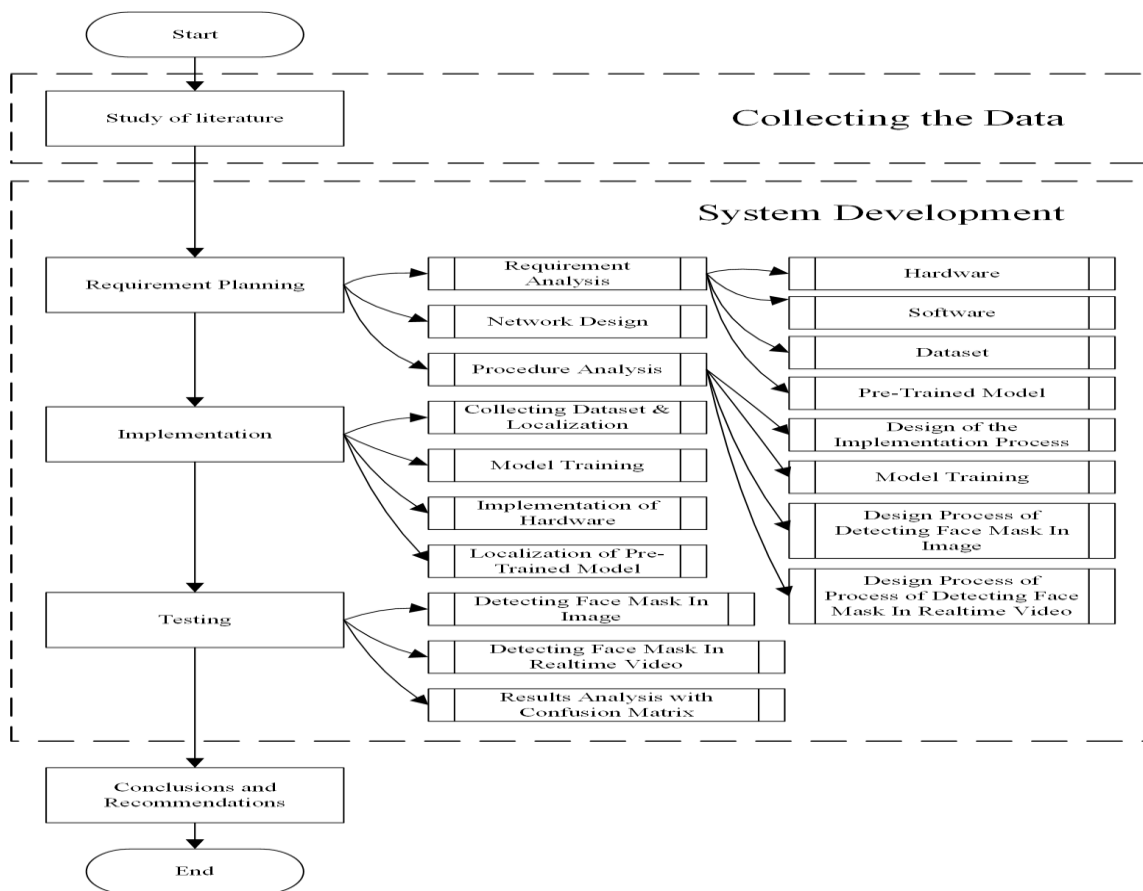 Start
Study of literature
Collecting the Data
System Development
Requirement Planning
Requirement
Analysis
Network Design
Procedure Analysis
Hardware
Software
Dataset
Pre-Trained Model
Design of the
Implementation Process
Model Training
Design Process of
Detecting Face Mask In
Image
Design Process of
Process of Detecting Face
Mask In Realtime Video
Implementation
Collecting Dataset &
Localization
Model Training
Implementation of
Hardware
Localization of Pre-
Trained Model
Testing
Detecting Face Mask In
Image
Detecting Face Mask In
Realtime Video
Results Analysis with
Confusion Matrix
Conclusions and
Recommendations
End